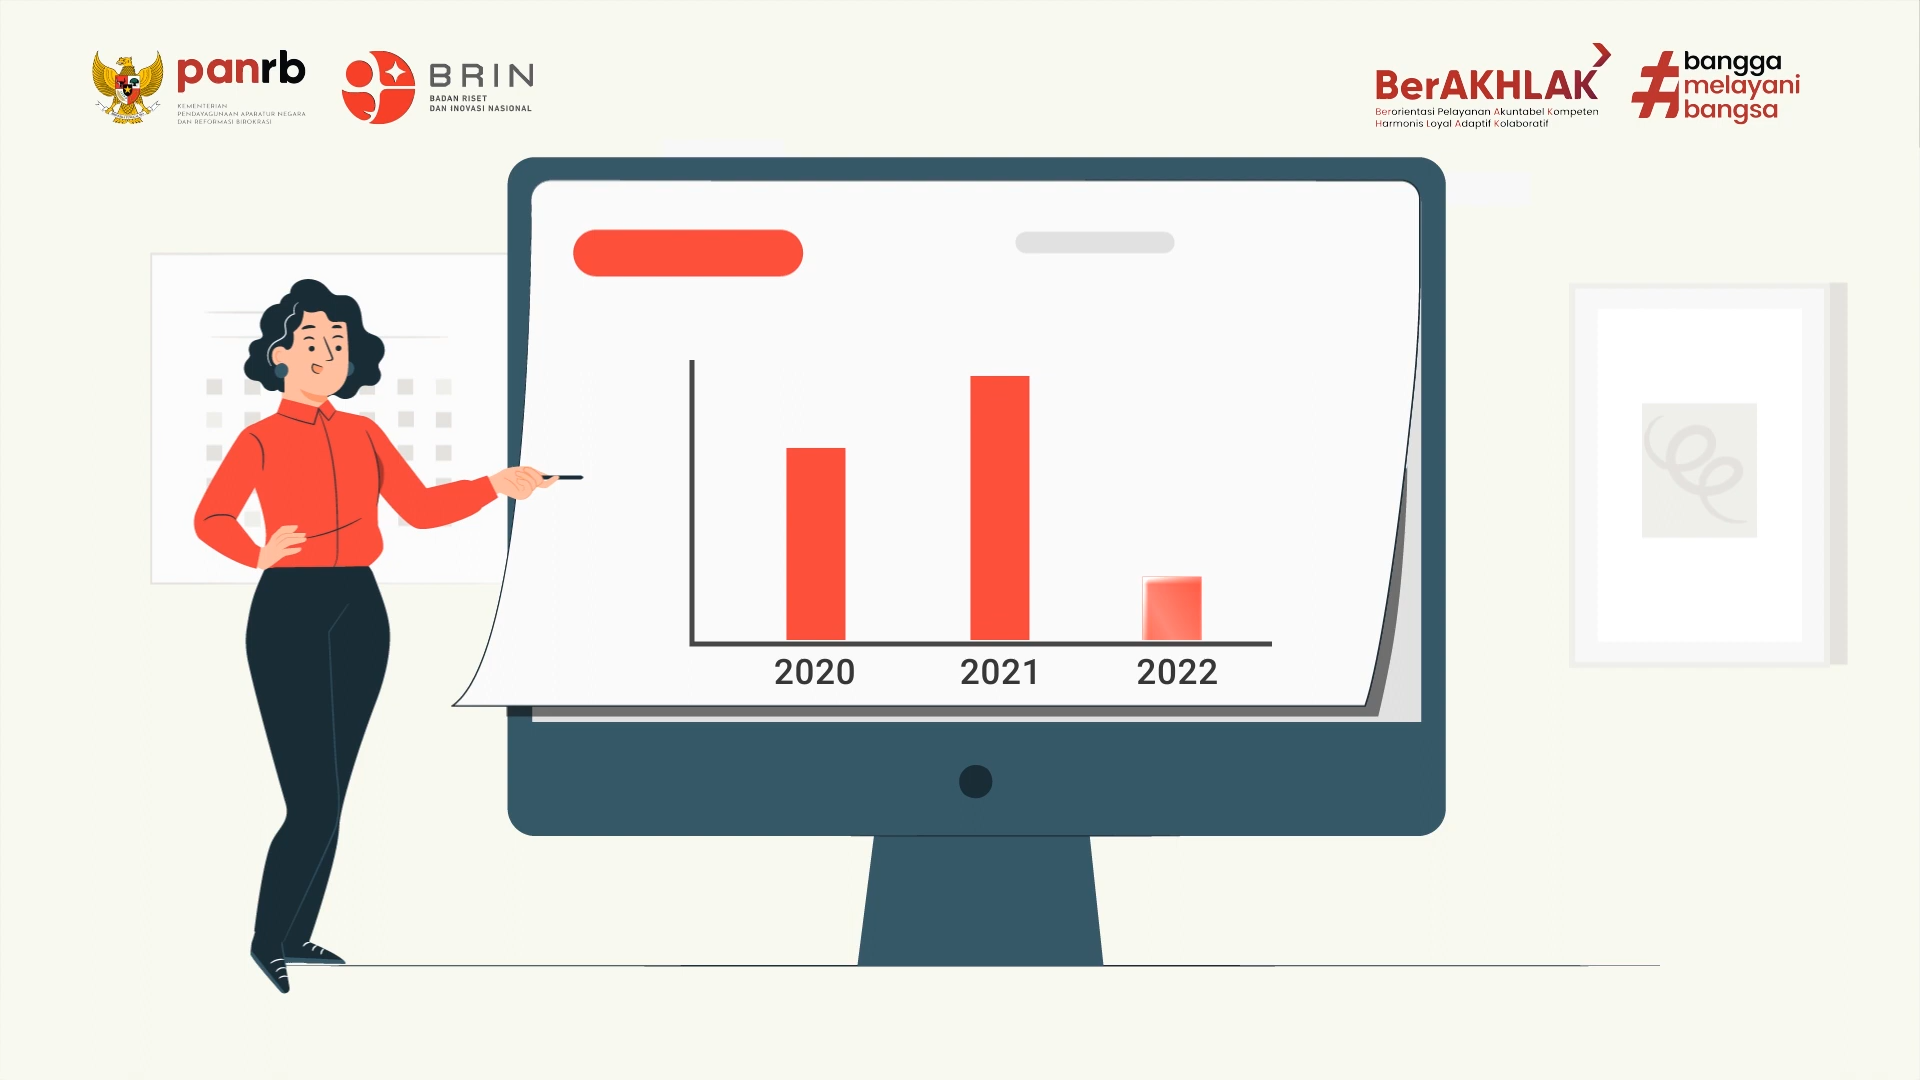 panrb
KEMENTERIAN
PENDAYAGUNAAN APARATUR NEGARA
DAN REFORMASI BIROKRASI
BRIN
BADAN RISET
DAN INOVASI NASIONAL
BerAKHLAK
Berorientasi Pelayanan Akuntabel Kompeten
Harmonis Loyal Adaptif Kolaboratif
#bangga
melayani
bangsa
2020 2021 2022